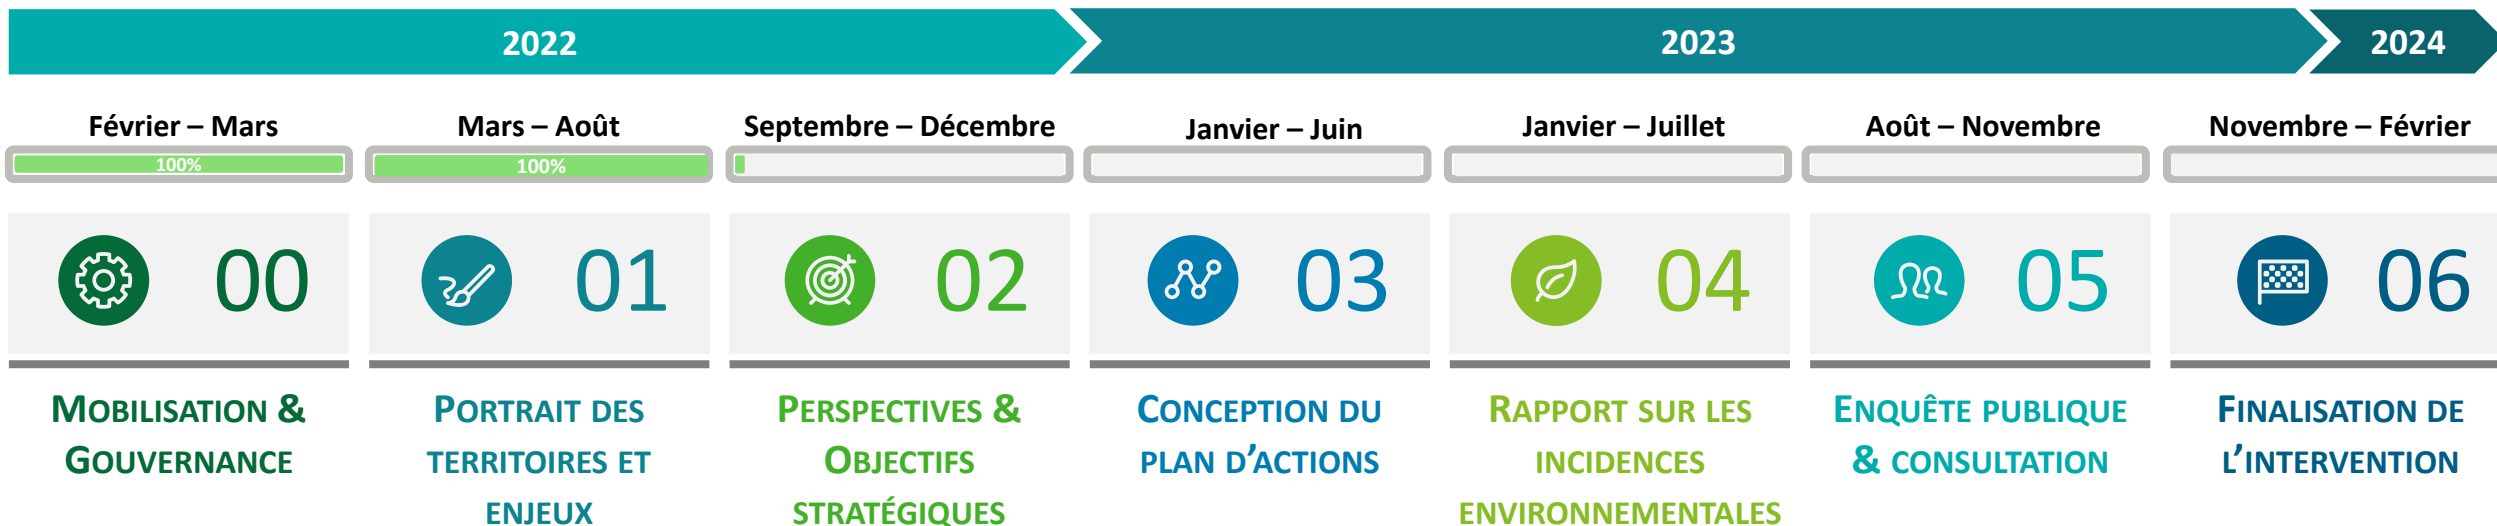 2022
2023
2024
Février – Mars
Mars – Août
Septembre – Décembre
Janvier – Juin
Janvier – Juillet
Août – Novembre
Novembre – Février
100%
100%
00
01
02
03
04
05
06
MOBILISATION &
GOUVERNANCE
PORTRAIT DES
TERRITOIRES ET
ENJEUX
PERSPECTIVES &
OBJECTIFS
STRATÉGIQUES
CONCEPTION DU
PLAN D’ACTIONS
RAPPORT SUR LES
INCIDENCES
ENVIRONNEMENTALES
ENQUÊTE PUBLIQUE
& CONSULTATION
FINALISATION DE
L’INTERVENTION